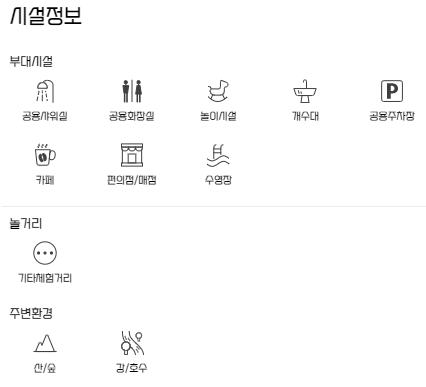 시설정보
부대시설
공용샤워실 공용화장실 놀이시설 개수대 공용주차장
P
카페 편의점/매점 수영장
놀거리
기타체험거리
주변환경
산/숲 강/호수